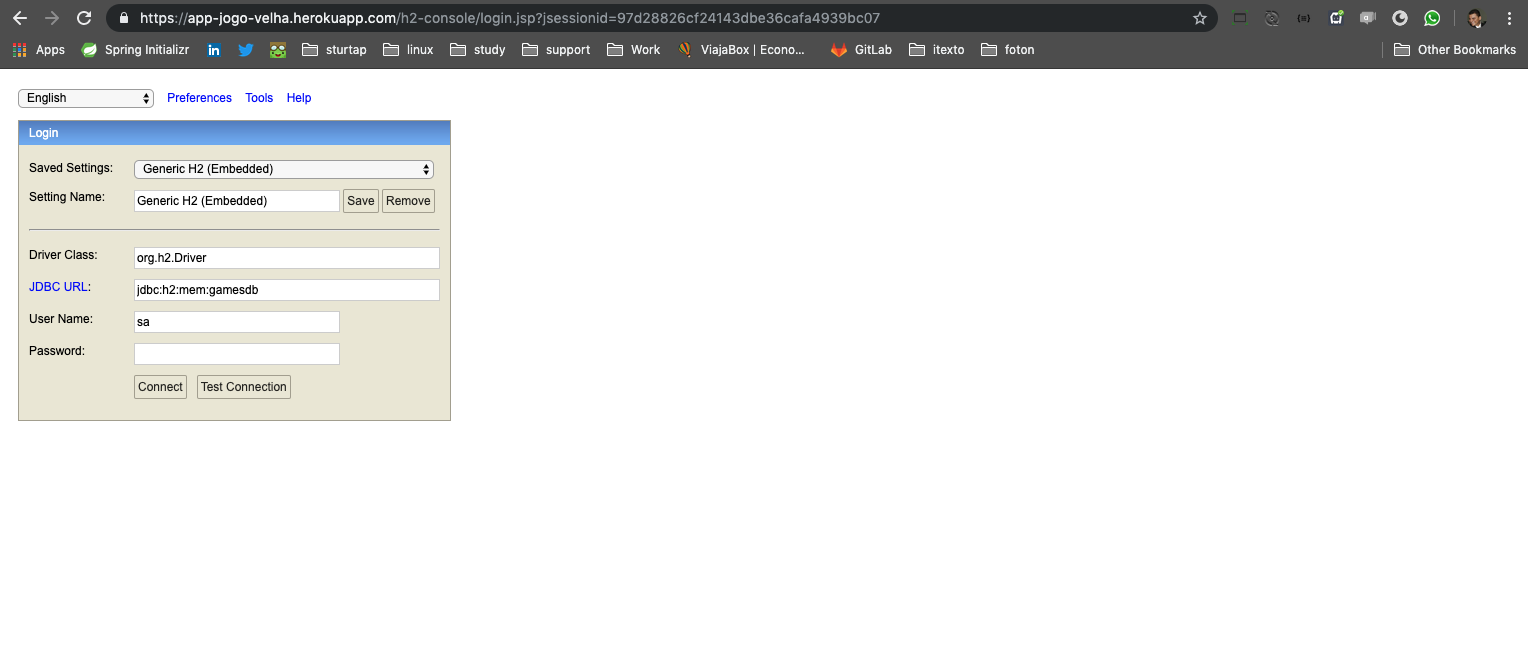 https://app-jogo-velha.herokuapp.com/h2-console/login.jsp?jsessionid=97d28826cf24143dbe36cafa4939bc07
Apps Spring Initializr in sturtap linux study support Work ViajaBox | Econo... GitLab itexto foton Other Bookmarks
English Preferences Tools Help
Login
Saved Settings: Generic H2 (Embedded)
Setting Name: Generic H2 (Embedded) Save Remove
Driver Class: org.h2.Driver
JDBC URL: jdbc:h2:mem:gamesdb
User Name: sa
Password:
Connect Test Connection